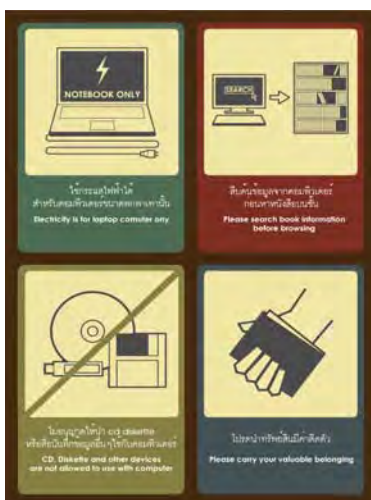 NOTEBOOK ONLY
ใช้กระแสไฟฟ้าได้
สำหรับคอมพิวเตอร์ขนาดพกพาเท่านั้น
Electricity is for laptop comuter ony
SEARCH
สืบค้นข้อมูลจากคอมพิวเตอร์
ก่อนหาหนังสือบนชั้น
Please search book information
before browsing
ไม่อนุญาตให้นำ cd diskette
หรือสื่อบันทึกข้อมูลอื่นๆใช้กับคอมพิวเตอร์
CD, Diskette and other devices
are not allowed to use with computer
โปรดนำทรัพย์สินมีค่าติดตัว
Please carry your valuable belonging